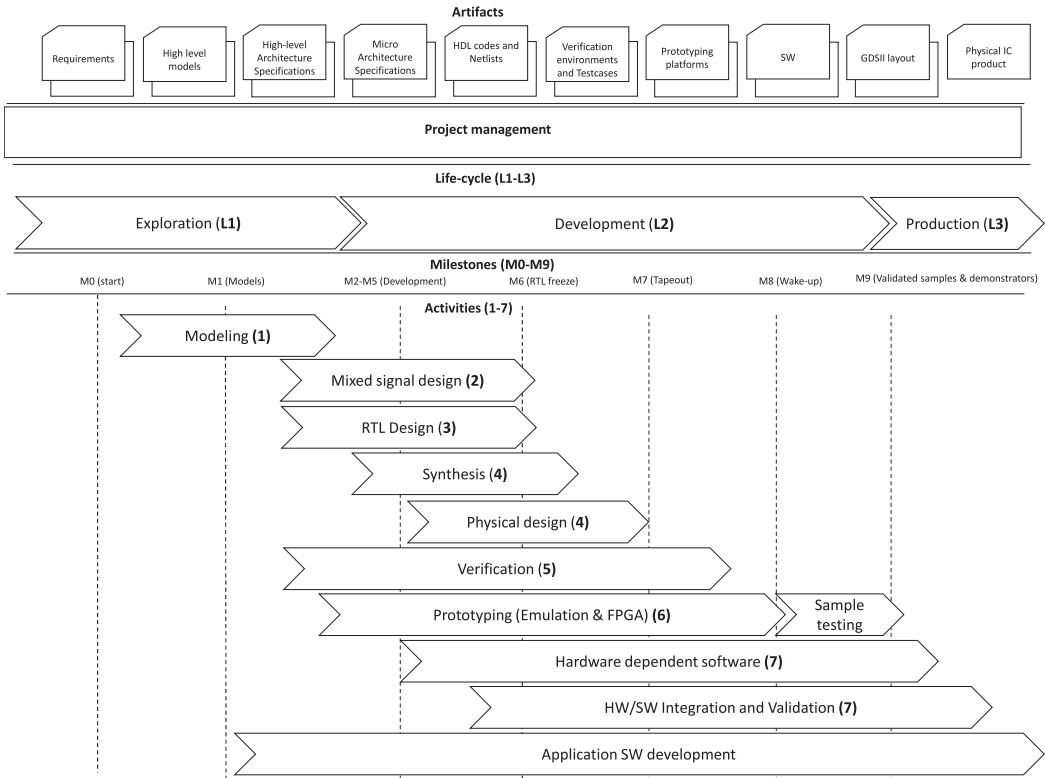 Artifacts
Requirements
High level
models
High-level
Architecture
Specifications
Micro
Architecture
Specifications
HDL codes and
Netlists
Verification
environments
and Testcases
Prototyping
platforms
SW
GDSII layout
Physical IC
product
Project management
Life-cycle (L1-L3)
Exploration (L1)
Development (L2)
Production (L3)
Milestones (M0-M9)
M0 (start)
M1 (Models)
M2-M5 (Development)
M6 (RTL freeze)
M7 (Tapeout)
M8 (Wake-up)
M9 (Validated samples & demonstrators)
Activities (1-7)
Modeling (1)
Mixed signal design (2)
RTL Design (3)
Synthesis (4)
Physical design (4)
Verification (5)
Prototyping (Emulation & FPGA) (6)
Sample
testing
Hardware dependent software (7)
HW/SW Integration and Validation (7)
Application SW development